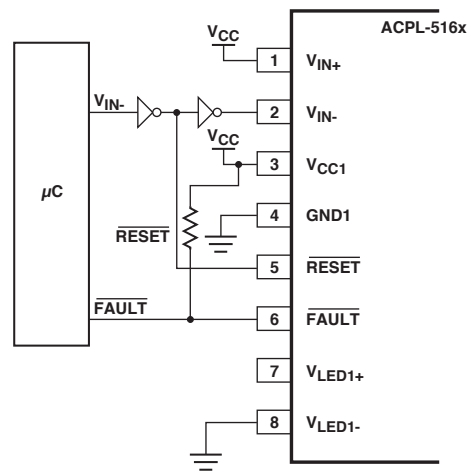 ACPL-516x
VCC
1 VIN+
VIN-
2 VIN-
VCC
3 VCC1
µC
4 GND1
RESET
5 RESET
FAULT
6 FAULT
7 VLED1+
8 VLED1-